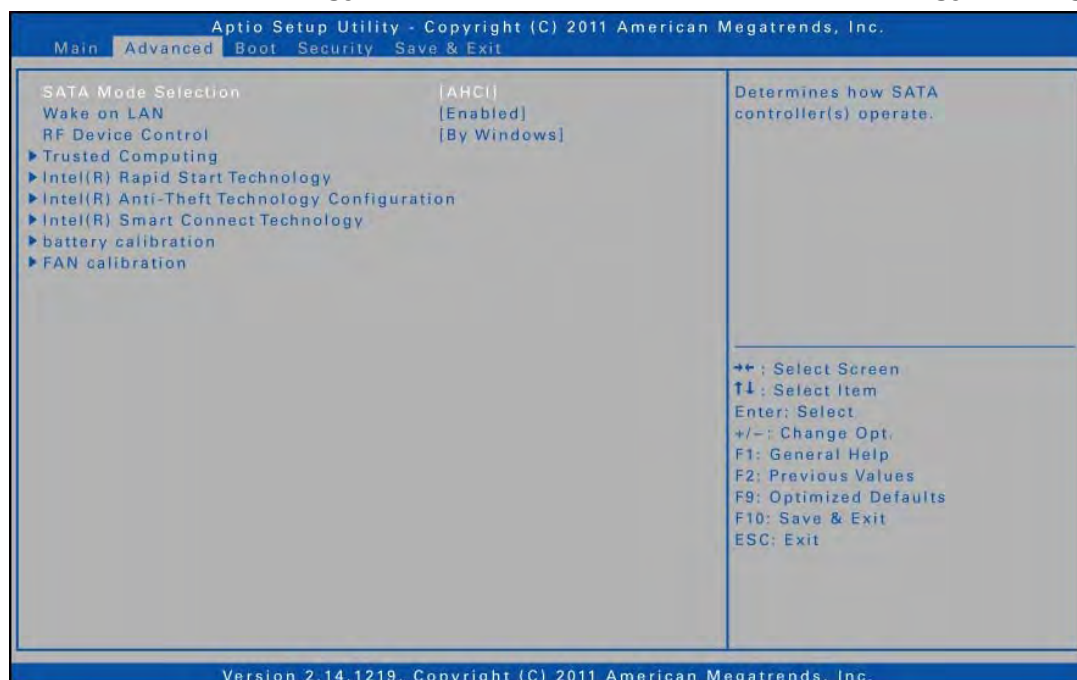 Aptio Setup Utility - Copyright (C) 2011 American Megatrends, Inc.
Main Advanced Boot Security Save & Exit
SATA Mode Selection [AHCI]
Wake on LAN [Enabled]
RF Device Control [By Windows]
▶ Trusted Computing
▶ Intel(R) Rapid Start Technology
▶ Intel(R) Anti-Theft Technology Configuration
▶ Intel(R) Smart Connect Technology
▶ battery calibration
▶ FAN calibration
Determines how SATA
controller(s) operate.
→← : Select Screen
↑↓ : Select Item
Enter: Select
+/− : Change Opt.
F1: General Help
F2: Previous Values
F9: Optimized Defaults
F10: Save & Exit
ESC: Exit
Version 2.14.1219. Copyright (C) 2011 American Megatrends, Inc.